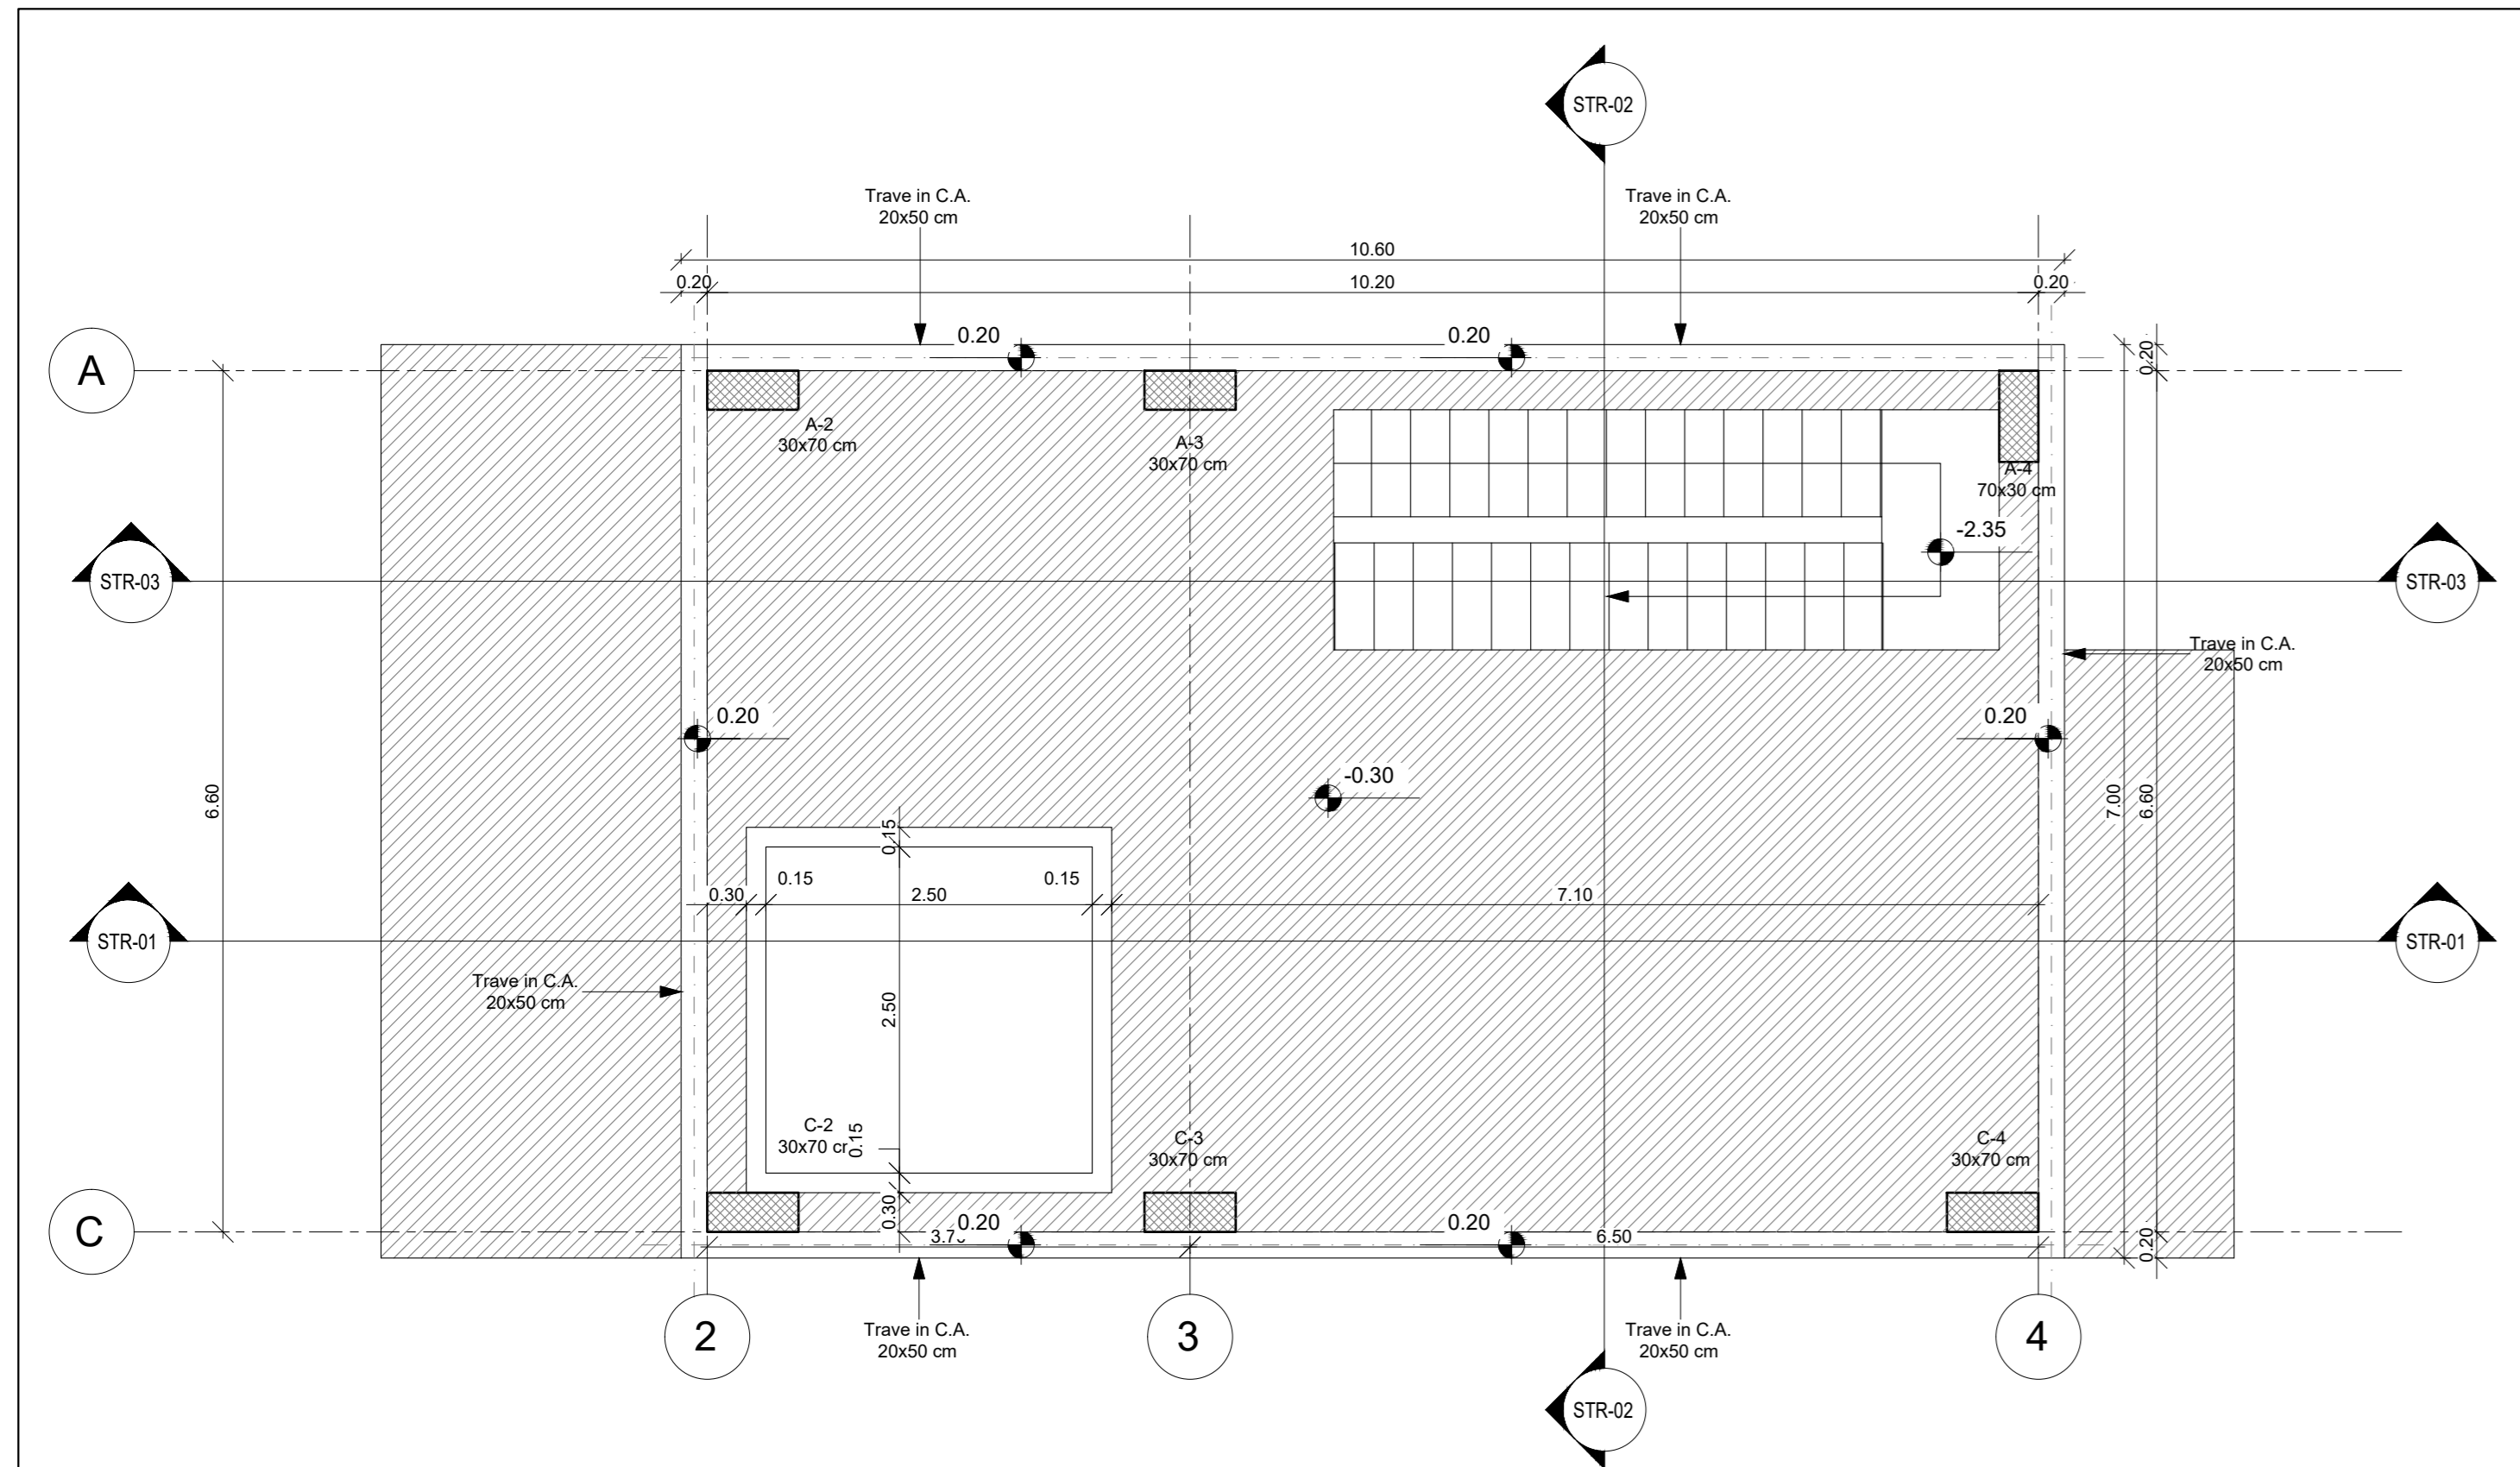 STR-02
Trave in C.A.
20x50 cm
Trave in C.A.
20x50 cm
10.60
0.20
10.20
0.20
0.20
0.20
0.20
A
A-2
30x70 cm
A-3
30x70 cm
A-4
70x30 cm
-2.35
STR-03
STR-03
Trave in C.A.
20x50 cm
0.20
0.20
-0.30
6.60
7.00
6.60
0.15
0.30
0.15
2.50
0.15
7.10
STR-01
STR-01
Trave in C.A.
20x50 cm
2.50
C-2
30x70 cm
0.15
C-3
30x70 cm
C-4
30x70 cm
0.30
C
0.20
0.20
3.70
6.50
0.20
2
3
4
Trave in C.A.
20x50 cm
Trave in C.A.
20x50 cm
STR-02